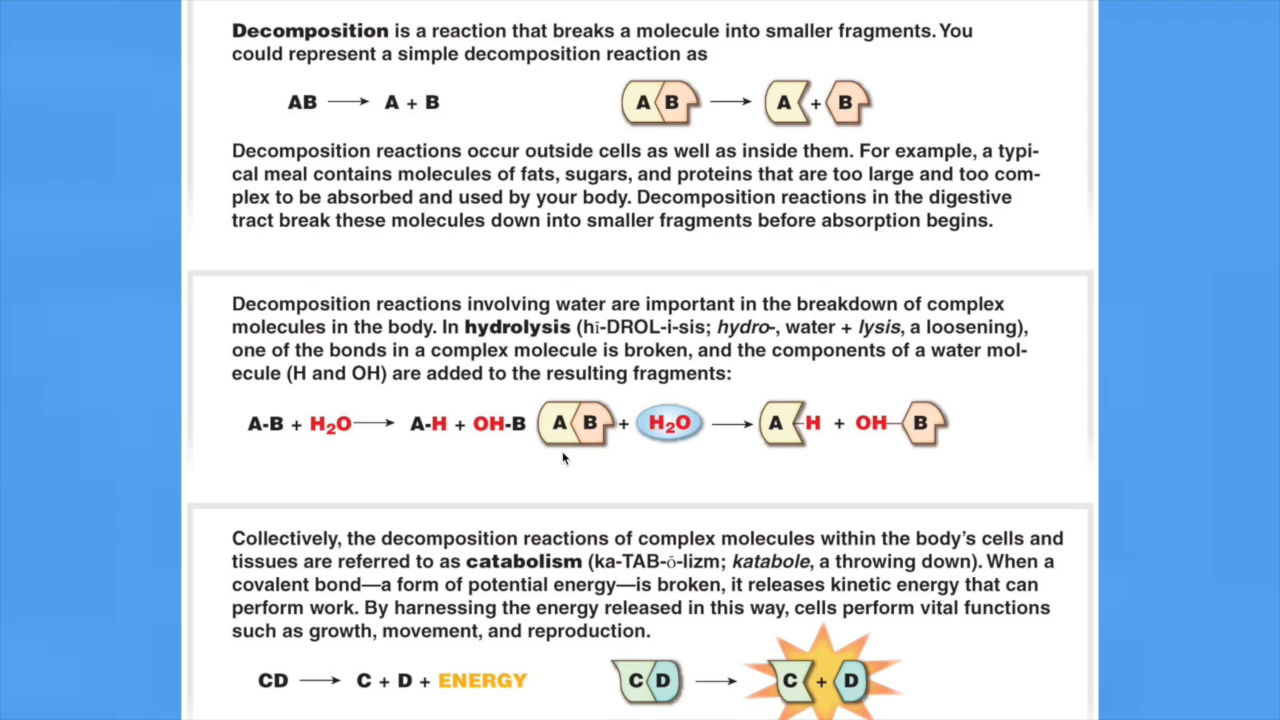 Decomposition is a reaction that breaks a molecule into smaller fragments. You
could represent a simple decomposition reaction as
AB → A + B
A B → A + B
Decomposition reactions occur outside cells as well as inside them. For example, a typi-
cal meal contains molecules of fats, sugars, and proteins that are too large and too com-
plex to be absorbed and used by your body. Decomposition reactions in the digestive
tract break these molecules down into smaller fragments before absorption begins.
Decomposition reactions involving water are important in the breakdown of complex
molecules in the body. In hydrolysis (hī-DROL-i-sis; hydro-, water + lysis, a loosening),
one of the bonds in a complex molecule is broken, and the components of a water mol-
ecule (H and OH) are added to the resulting fragments:
A-B + H₂O → A-H + OH-B
A B + H₂O → A-H + OH-B
Collectively, the decomposition reactions of complex molecules within the body's cells and
tissues are referred to as catabolism (ka-TAB-ō-lizm; katabole, a throwing down). When a
covalent bond—a form of potential energy—is broken, it releases kinetic energy that can
perform work. By harnessing the energy released in this way, cells perform vital functions
such as growth, movement, and reproduction.
CD → C + D + ENERGY
C D → C + D